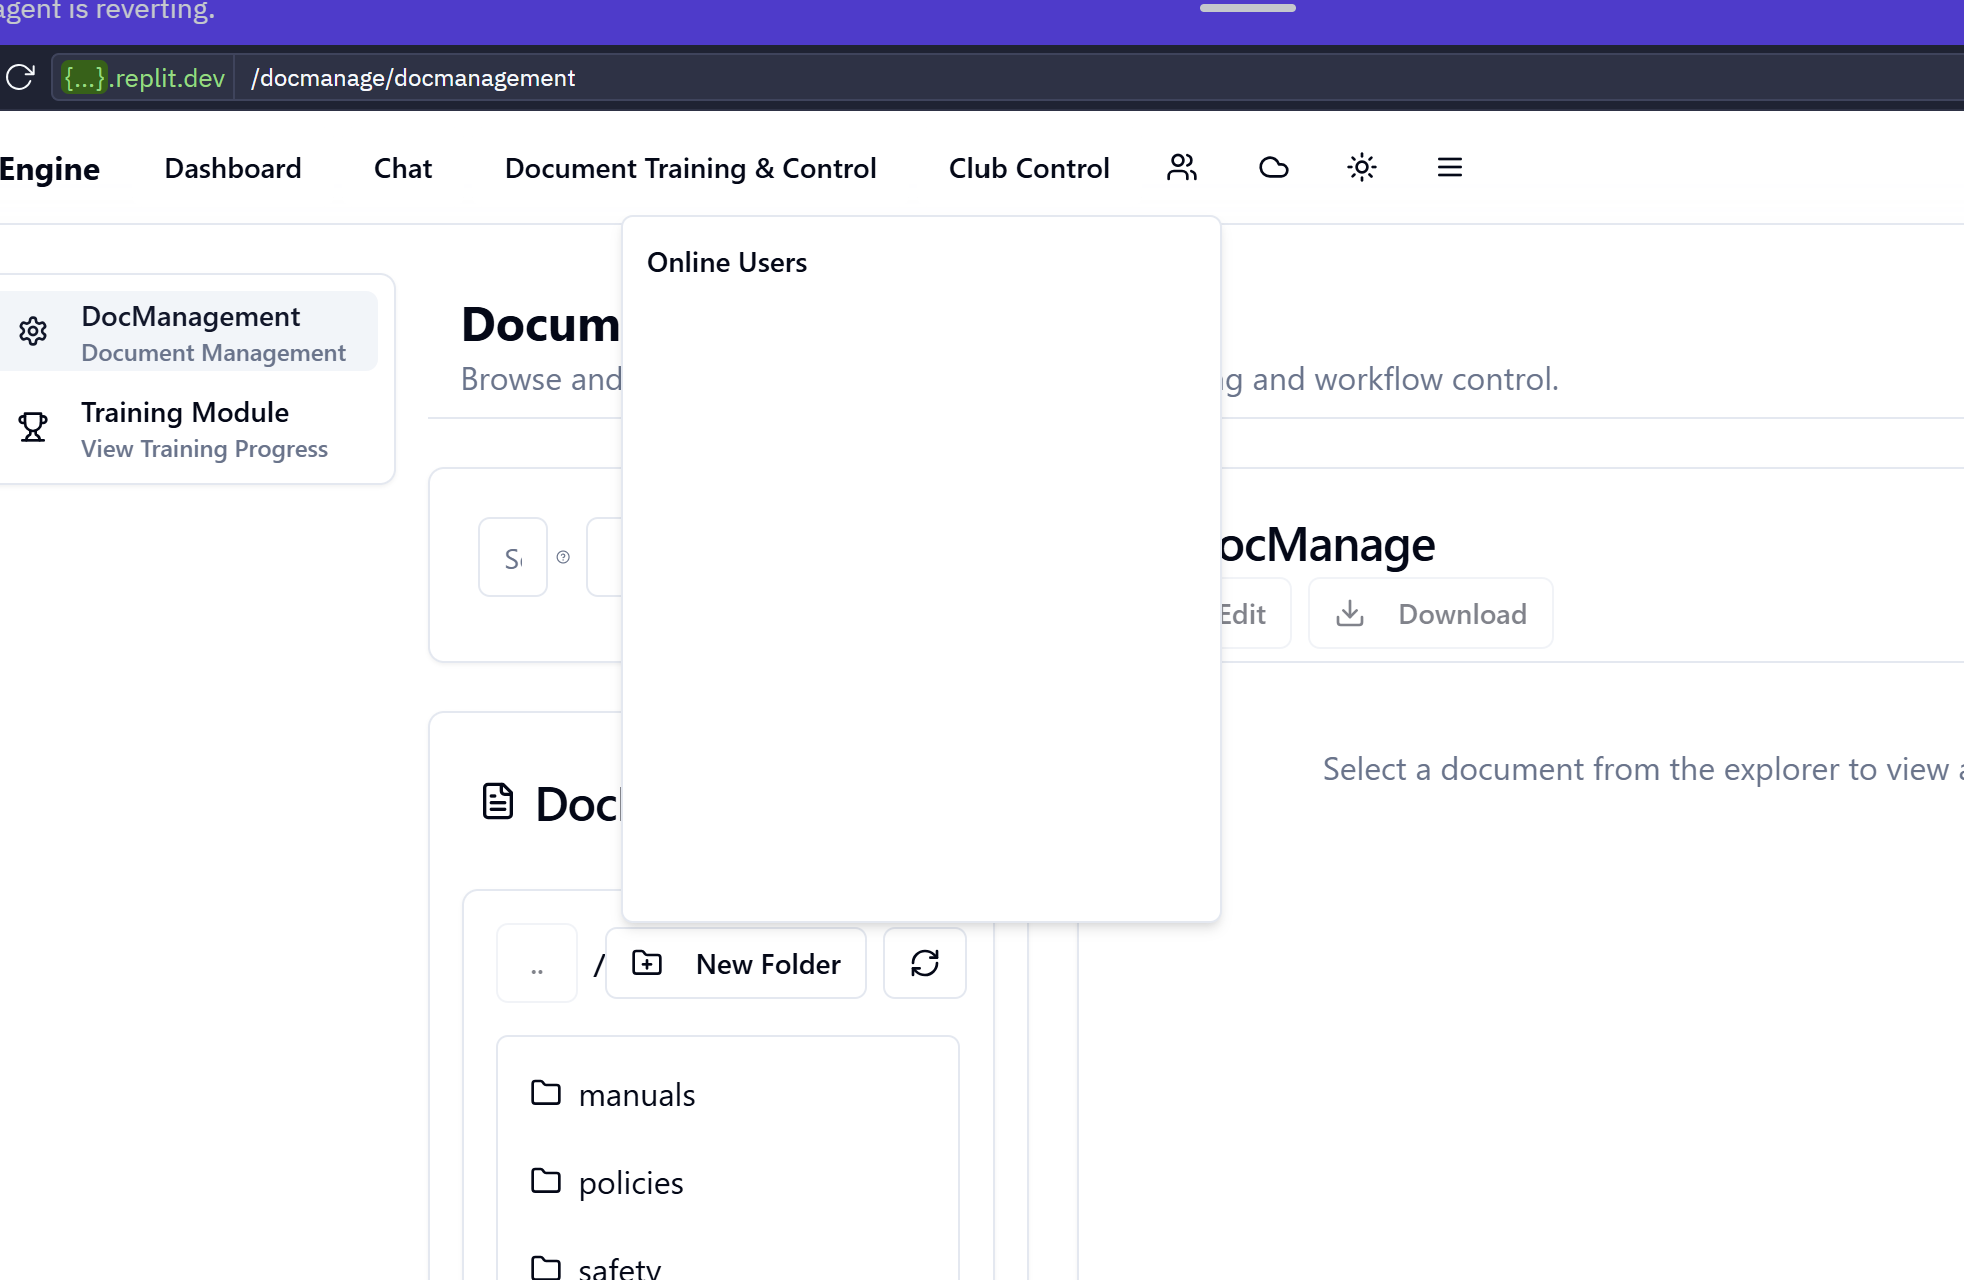 agent is reverting.
{...}.replit.dev /docmanage/docmanagement
Engine Dashboard Chat Document Training & Control Club Control
Online Users
DocManagement
Document Management
Training Module
View Training Progress
Docum
Browse and g and workflow control.
ocManage
Edit
Download
Select a document from the explorer to view
Doc
.. / New Folder
manuals
policies
safety